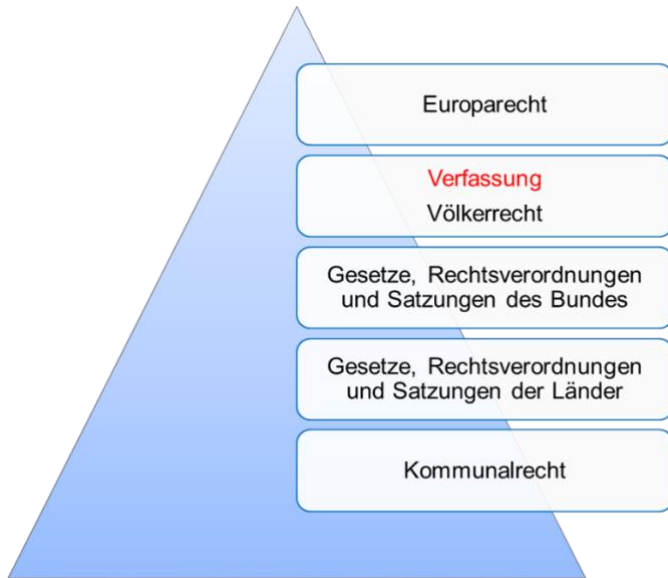 Europarecht
Verfassung
Völkerrecht
Gesetze, Rechtsverordnungen
und Satzungen des Bundes
Gesetze, Rechtsverordnungen
und Satzungen der Länder
Kommunalrecht